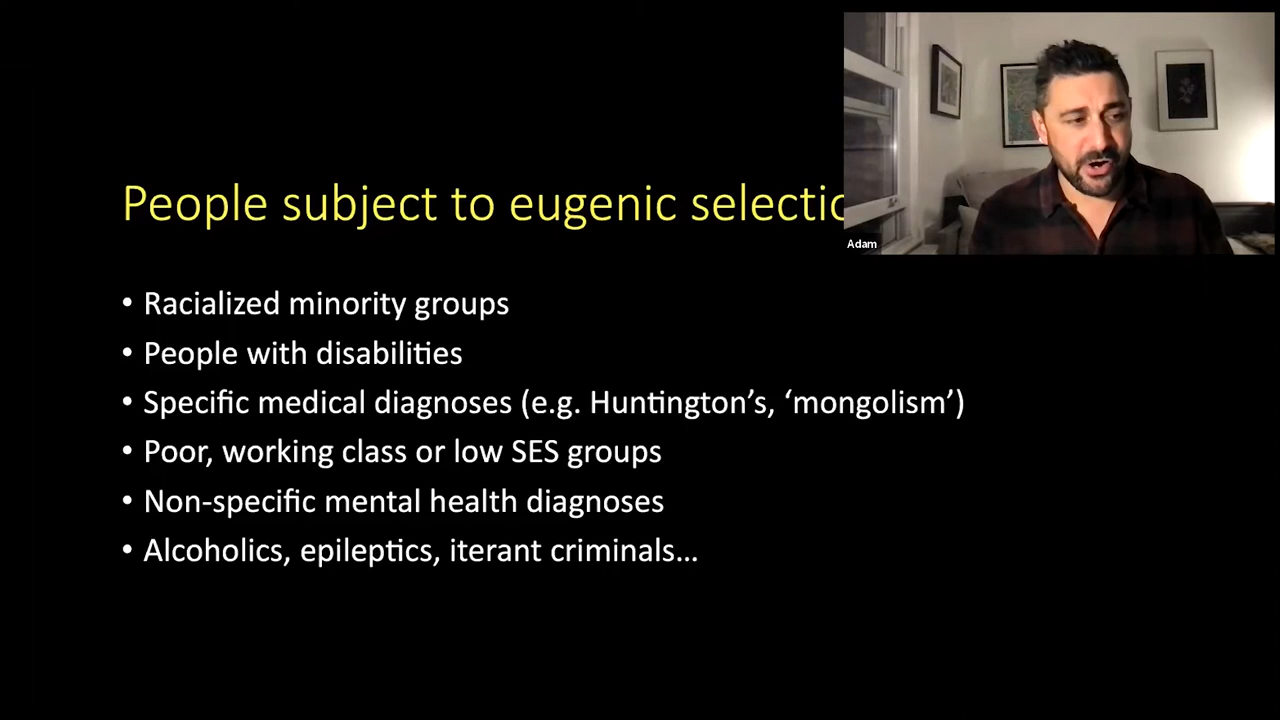 People subject to eugenic selectio
• Racialized minority groups
• People with disabilities
• Specific medical diagnoses (e.g. Huntington's, 'mongolism')
• Poor, working class or low SES groups
• Non-specific mental health diagnoses
• Alcoholics, epileptics, iterant criminals…
Adam